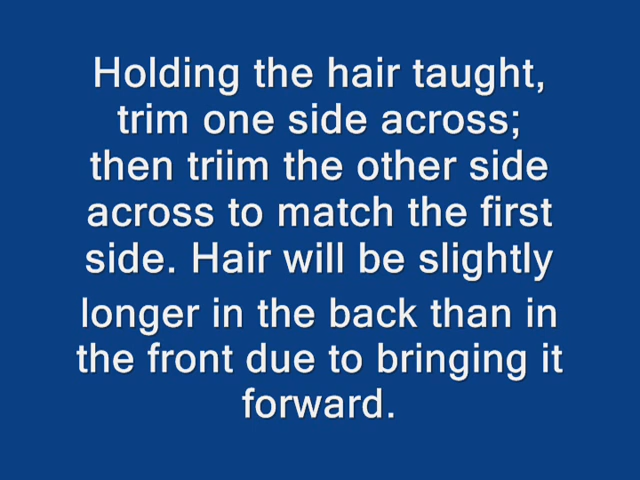 Holding the hair taught,
trim one side across;
then triim the other side
across to match the first
side. Hair will be slightly
longer in the back than in
the front due to bringing it
forward.